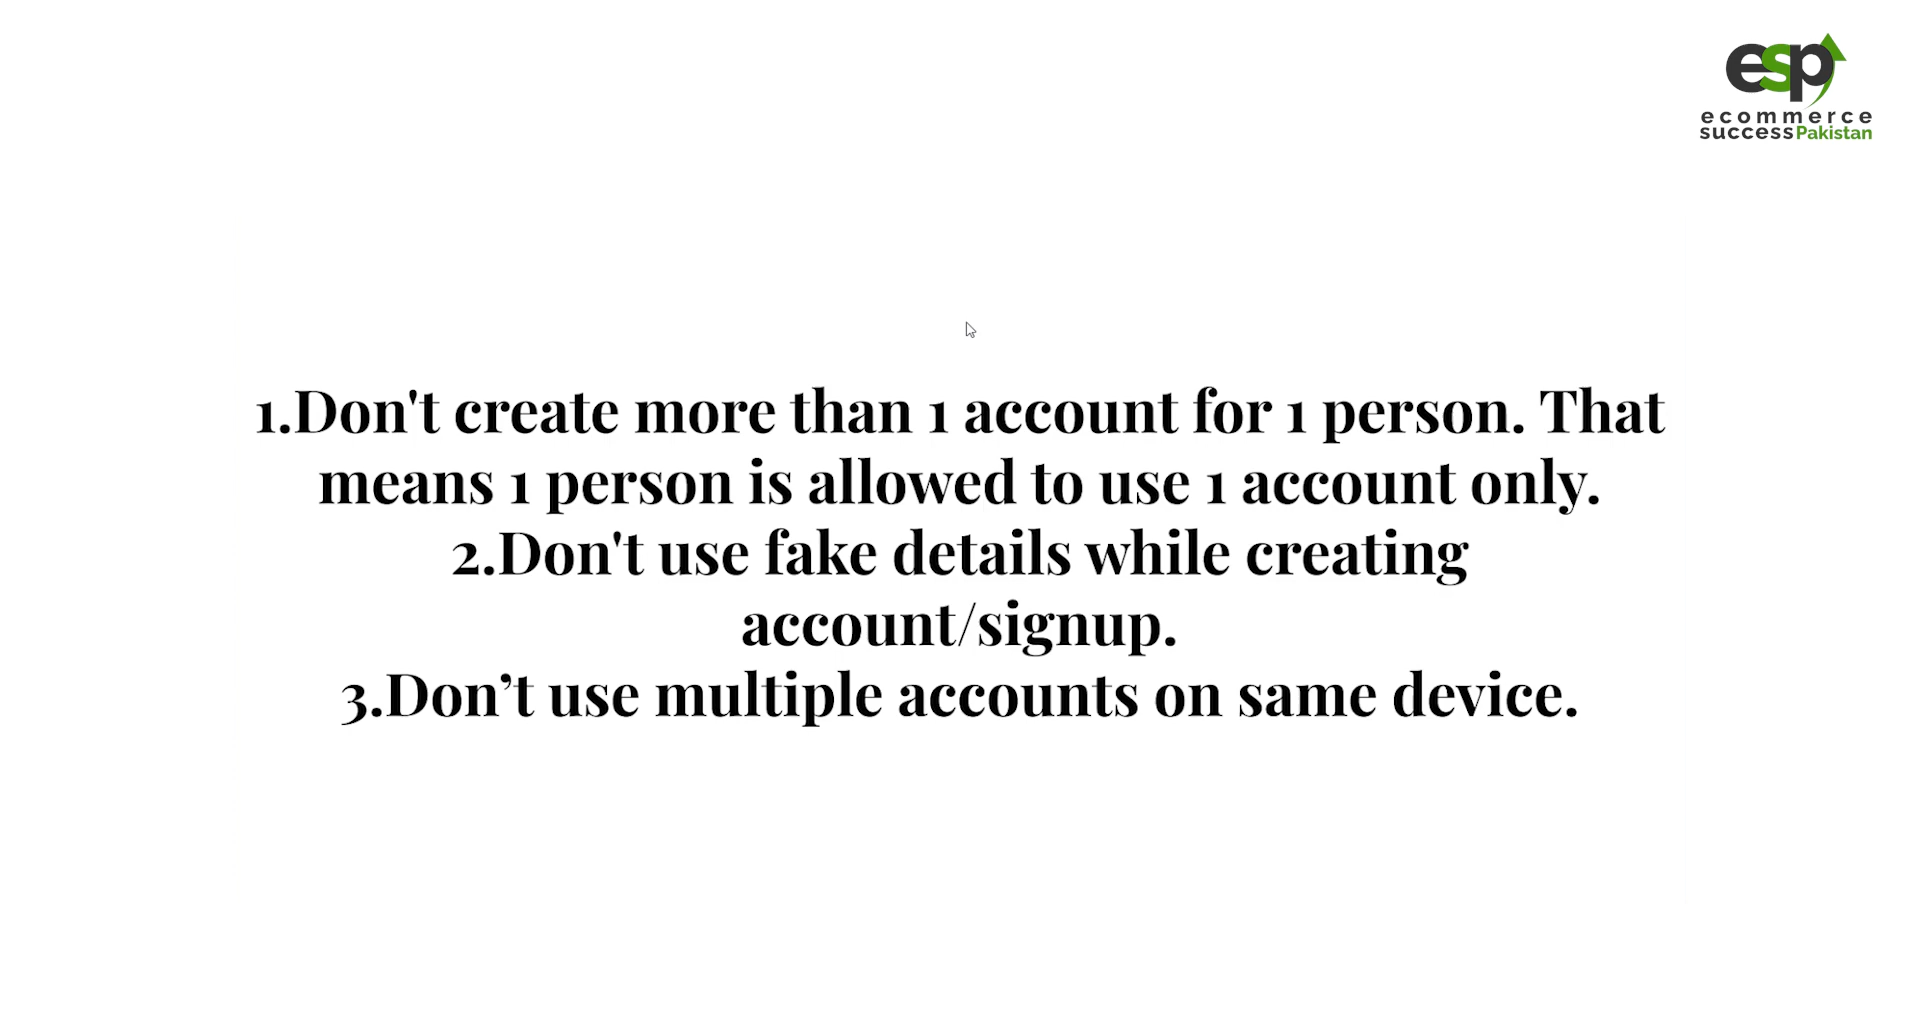 esp
ecommerce
successPakistan
1.Don't create more than 1 account for 1 person. That
means 1 person is allowed to use 1 account only.
2.Don't use fake details while creating
account/signup.
3.Don’t use multiple accounts on same device.